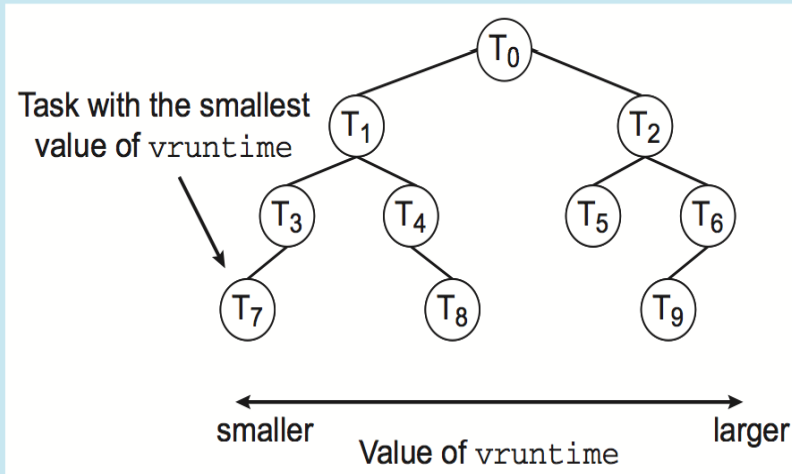 T0
Task with the smallest
value of vruntime
T1
T2
T3
T4
T5
T6
T7
T8
T9
smaller
larger
Value of vruntime